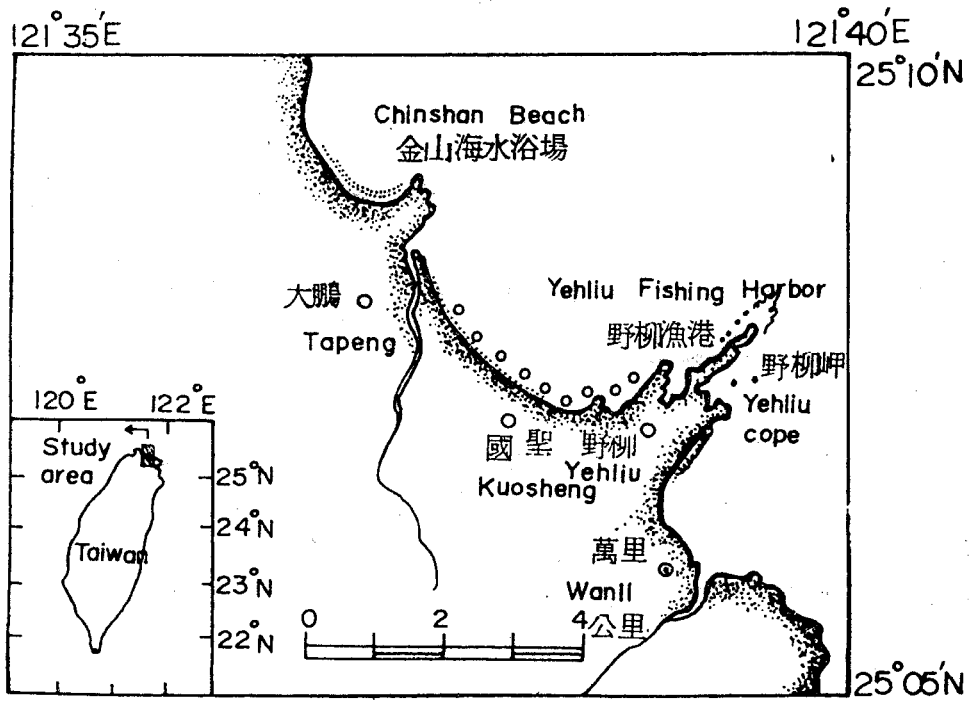 121°35′E
121°40′E
25°10′N
Chinshan Beach
金山海水浴場
大鵬
Tapeng
Yehliu Fishing Harbor
野柳漁港
野柳岬
Yehliu
cope
國聖
Kuosheng
野柳
Yehliu
萬里
Wanli
0 2 4公里
25°05′N
120°E 122°E
Study
area
Taiwan
25°N
24°N
23°N
22°N